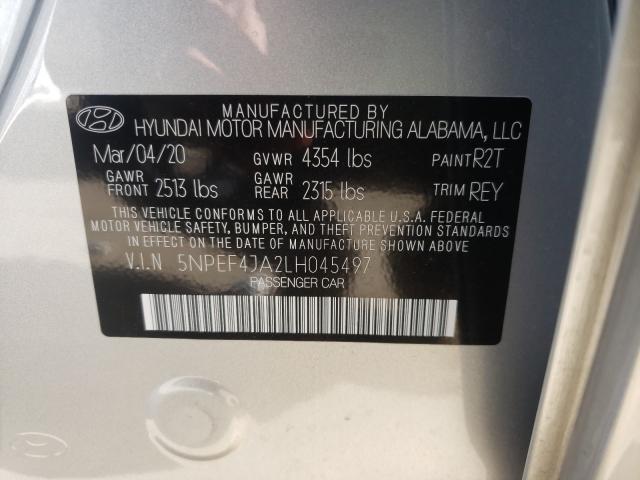 MANUFACTURED BY
HYUNDAI MOTOR MANUFACTURING ALABAMA, LLC
Mar/04/20 GVWR 4354 lbs PAINT R2T
GAWR FRONT 2513 lbs GAWR REAR 2315 lbs TRIM REY
THIS VEHICLE CONFORMS TO ALL APPLICABLE U.S.A. FEDERAL
MOTOR VEHICLE SAFETY, BUMPER, AND THEFT PREVENTION STANDARDS
IN EFFECT ON THE DATE OF MANUFACTURE SHOWN ABOVE.
V.I.N 5NPEF4JA2LH045497
PASSENGER CAR